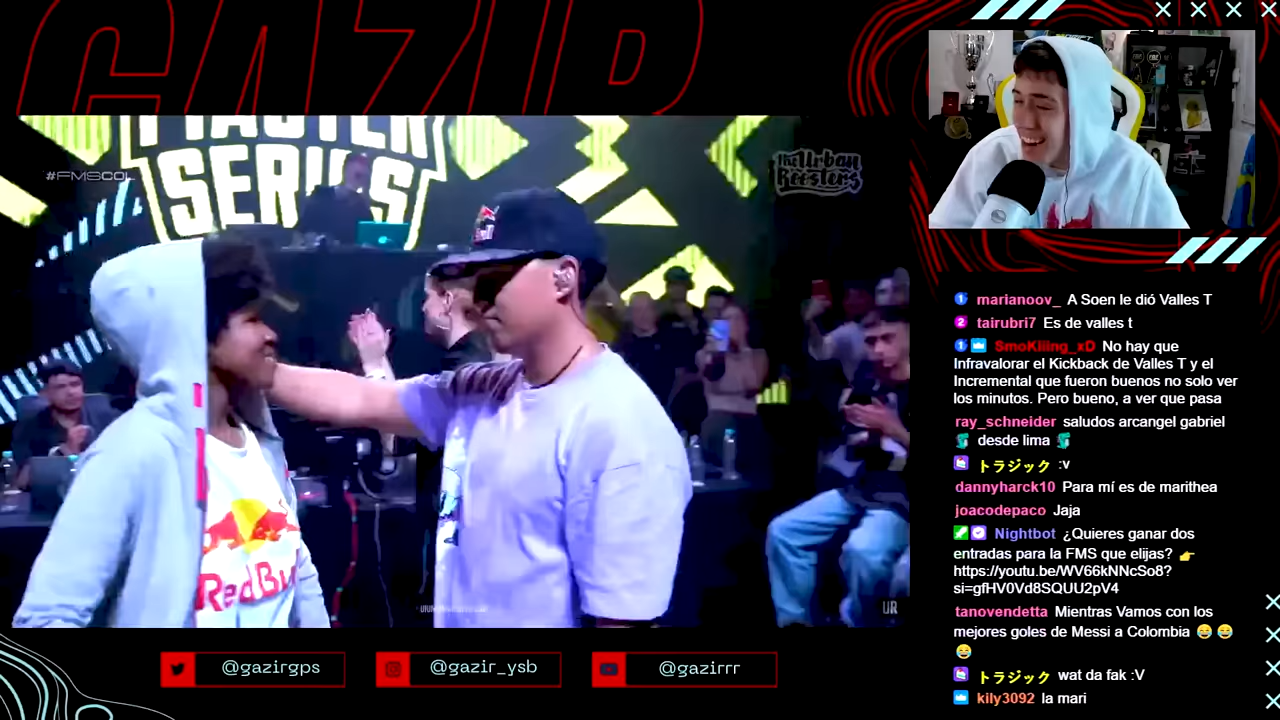 GAZIR
MASTER
SERIES
#FMSCOL
The Urban
Roosters
Red Bull
UR
@gazirgps
@gazir_ysb
@gazirrr
marianoov_ A Soen le dió Valles T
tairubri7 Es de valles t
SmoKIiing_xD No hay que
Infravalorar el Kickback de Valles T y el
Incremental que fueron buenos no solo ver
los minutos. Pero bueno, a ver que pasa
ray_schneider saludos arcangel gabriel
desde lima
トラジック :v
dannyharck10 Para mí es de marithea
joacodepaco Jaja
Nightbot ¿Quieres ganar dos
entradas para la FMS que elijas? 👉
https://youtu.be/WV66kNNcSo8?
si=gfHV0Vd8SQUU2pV4
tanovendetta Mientras Vamos con los
mejores goles de Messi a Colombia 😂 😂
😂
トラジック wat da fak :V
kily3092 la mari